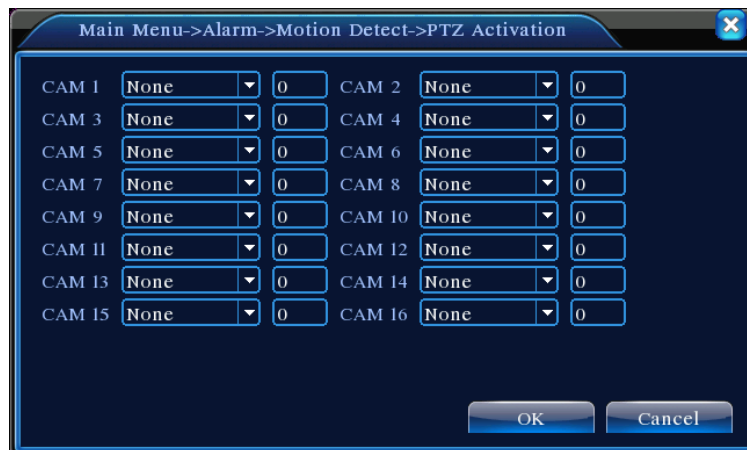 Main Menu->Alarm->Motion Detect->PTZ Activation
CAM 1 None 0 CAM 2 None 0
CAM 3 None 0 CAM 4 None 0
CAM 5 None 0 CAM 6 None 0
CAM 7 None 0 CAM 8 None 0
CAM 9 None 0 CAM 10 None 0
CAM 11 None 0 CAM 12 None 0
CAM 13 None 0 CAM 14 None 0
CAM 15 None 0 CAM 16 None 0
OK Cancel